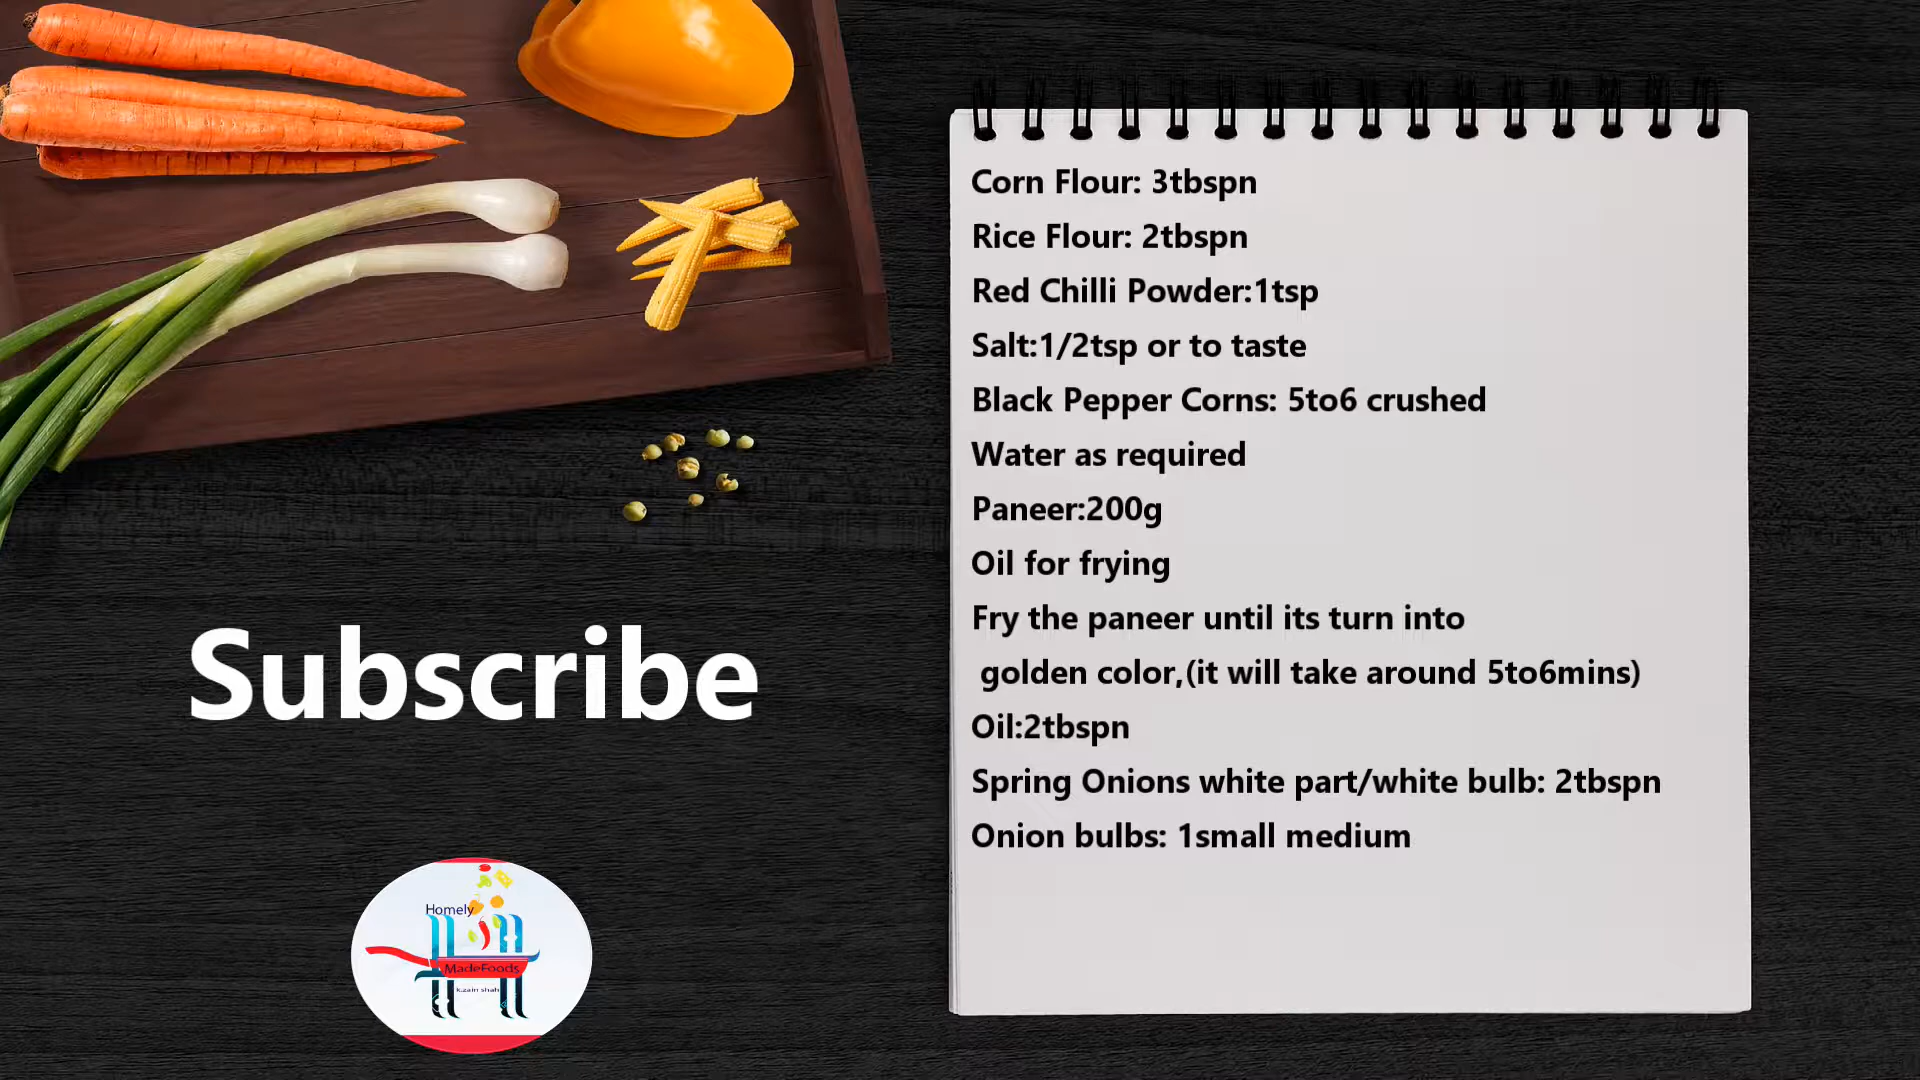 Corn Flour: 3tbspn
Rice Flour: 2tbspn
Red Chilli Powder:1tsp
Salt:1/2tsp or to taste
Black Pepper Corns: 5to6 crushed
Water as required
Paneer:200g
Oil for frying
Fry the paneer until its turn into
golden color,(it will take around 5to6mins)
Oil:2tbspn
Spring Onions white part/white bulb: 2tbspn
Onion bulbs: 1small medium
Subscribe
Homely
MadeFoods
k.zain shah